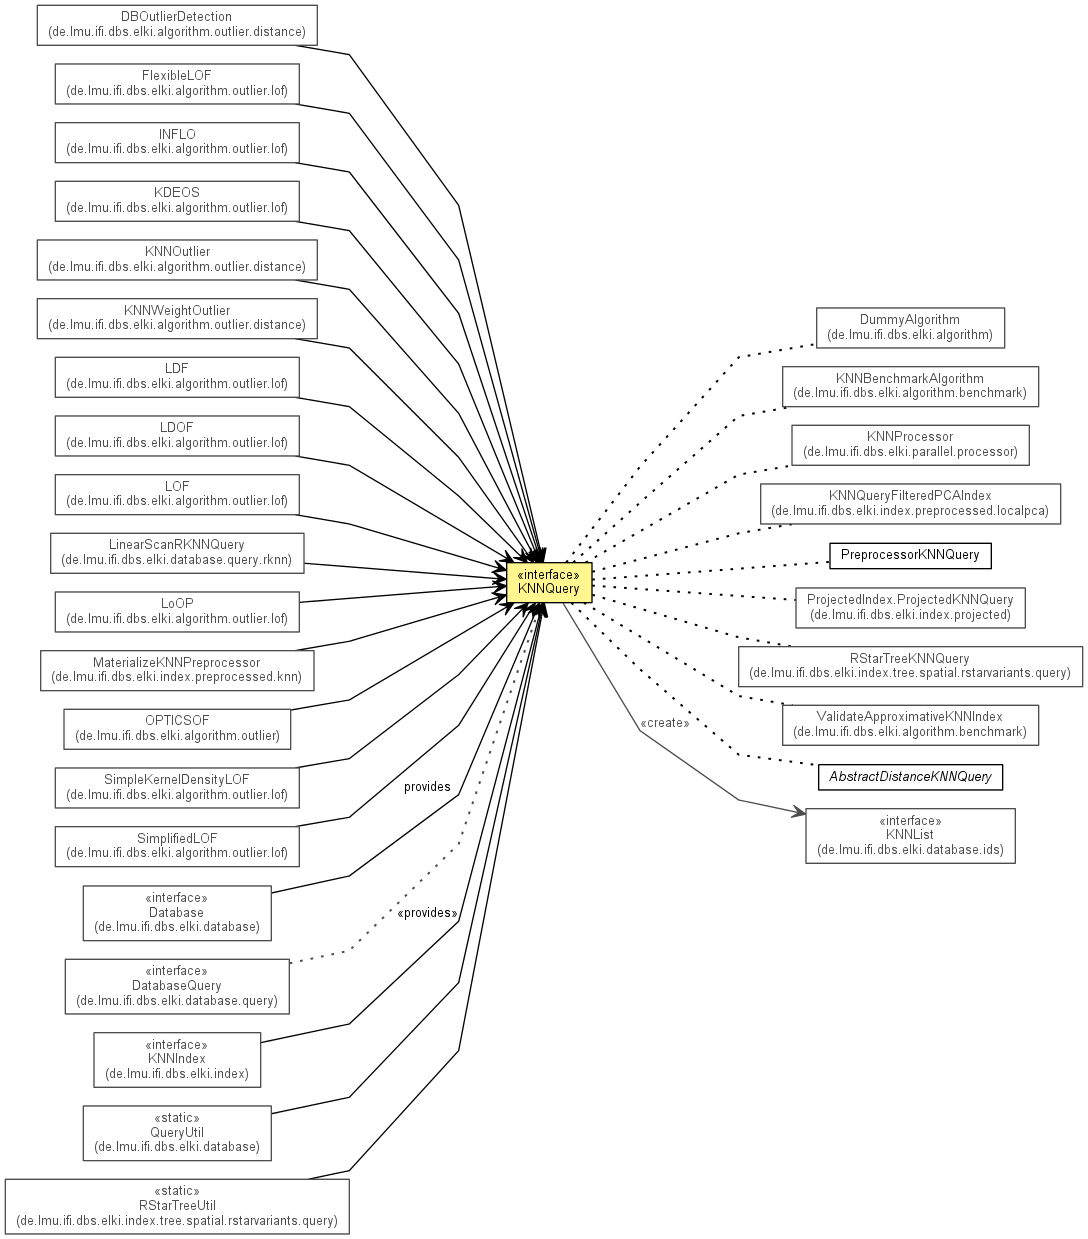 DBOutlierDetection
(de.lmu.ifi.dbs.elki.algorithm.outlier.distance)
FlexibleLOF
(de.lmu.ifi.dbs.elki.algorithm.outlier.lof)
INFLO
(de.lmu.ifi.dbs.elki.algorithm.outlier.lof)
KDEOS
(de.lmu.ifi.dbs.elki.algorithm.outlier.lof)
KNNOutlier
(de.lmu.ifi.dbs.elki.algorithm.outlier.distance)
KNNWeightOutlier
(de.lmu.ifi.dbs.elki.algorithm.outlier.distance)
LDF
(de.lmu.ifi.dbs.elki.algorithm.outlier.lof)
LDOF
(de.lmu.ifi.dbs.elki.algorithm.outlier.lof)
LOF
(de.lmu.ifi.dbs.elki.algorithm.outlier.lof)
LinearScanRKNNQuery
(de.lmu.ifi.dbs.elki.database.query.rknn)
LoOP
(de.lmu.ifi.dbs.elki.algorithm.outlier.lof)
MaterializeKNNPreprocessor
(de.lmu.ifi.dbs.elki.index.preprocessed.knn)
OPTICSOF
(de.lmu.ifi.dbs.elki.algorithm.outlier)
SimpleKernelDensityLOF
(de.lmu.ifi.dbs.elki.algorithm.outlier.lof)
SimplifiedLOF
(de.lmu.ifi.dbs.elki.algorithm.outlier.lof)
«interface»
Database
(de.lmu.ifi.dbs.elki.database)
«interface»
DatabaseQuery
(de.lmu.ifi.dbs.elki.database.query)
«interface»
KNNIndex
(de.lmu.ifi.dbs.elki.index)
«static»
QueryUtil
(de.lmu.ifi.dbs.elki.database)
«static»
RStarTreeUtil
(de.lmu.ifi.dbs.elki.index.tree.spatial.rstarvariants.query)
provides
«provides»
«interface»
KNNQuery
«create»
DummyAlgorithm
(de.lmu.ifi.dbs.elki.algorithm)
KNNBenchmarkAlgorithm
(de.lmu.ifi.dbs.elki.algorithm.benchmark)
KNNProcessor
(de.lmu.ifi.dbs.elki.parallel.processor)
KNNQueryFilteredPCAIndex
(de.lmu.ifi.dbs.elki.index.preprocessed.localpca)
PreprocessorKNNQuery
ProjectedIndex.ProjectedKNNQuery
(de.lmu.ifi.dbs.elki.index.projected)
RStarTreeKNNQuery
(de.lmu.ifi.dbs.elki.index.tree.spatial.rstarvariants.query)
ValidateApproximativeKNNIndex
(de.lmu.ifi.dbs.elki.algorithm.benchmark)
AbstractDistanceKNNQuery
«interface»
KNNList
(de.lmu.ifi.dbs.elki.database.ids)